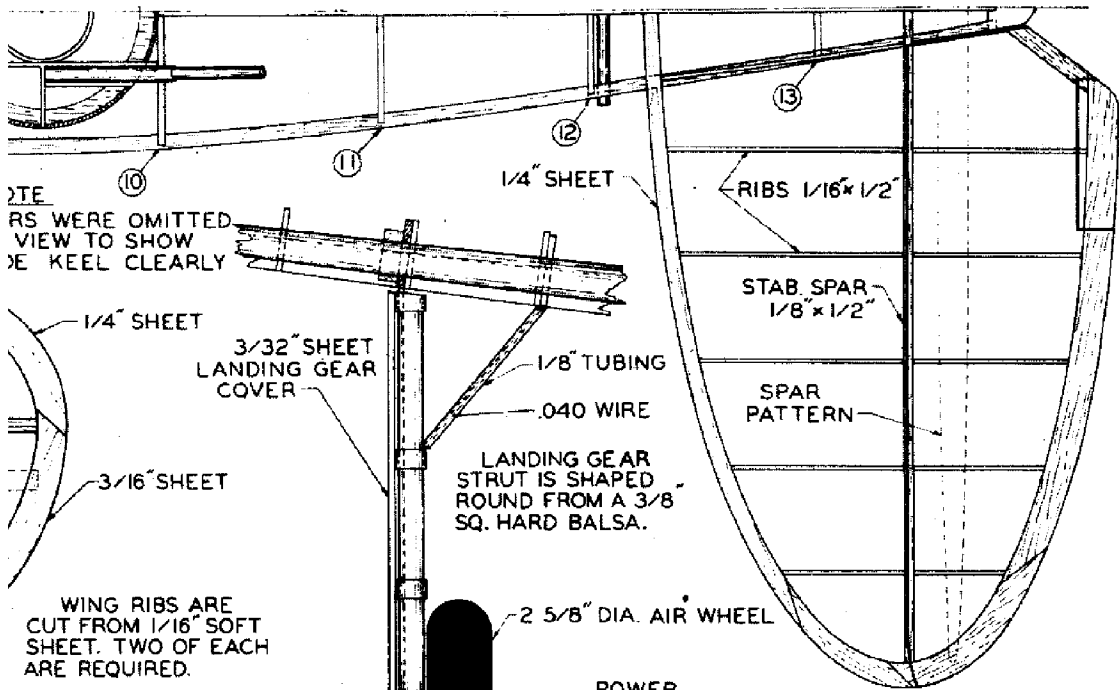 10
11
12
13
OTE
RS WERE OMITTED
VIEW TO SHOW
DE KEEL CLEARLY
1/4" SHEET
RIBS 1/16"x 1/2"
STAB. SPAR
1/8"x 1/2"
SPAR
PATTERN
1/4" SHEET
3/32" SHEET
LANDING GEAR
COVER
1/8" TUBING
.040 WIRE
3/16" SHEET
LANDING GEAR
STRUT IS SHAPED
ROUND FROM A 3/8"
SQ. HARD BALSA.
WING RIBS ARE
CUT FROM 1/16" SOFT
SHEET. TWO OF EACH
ARE REQUIRED.
2 5/8" DIA. AIR WHEEL
POWER